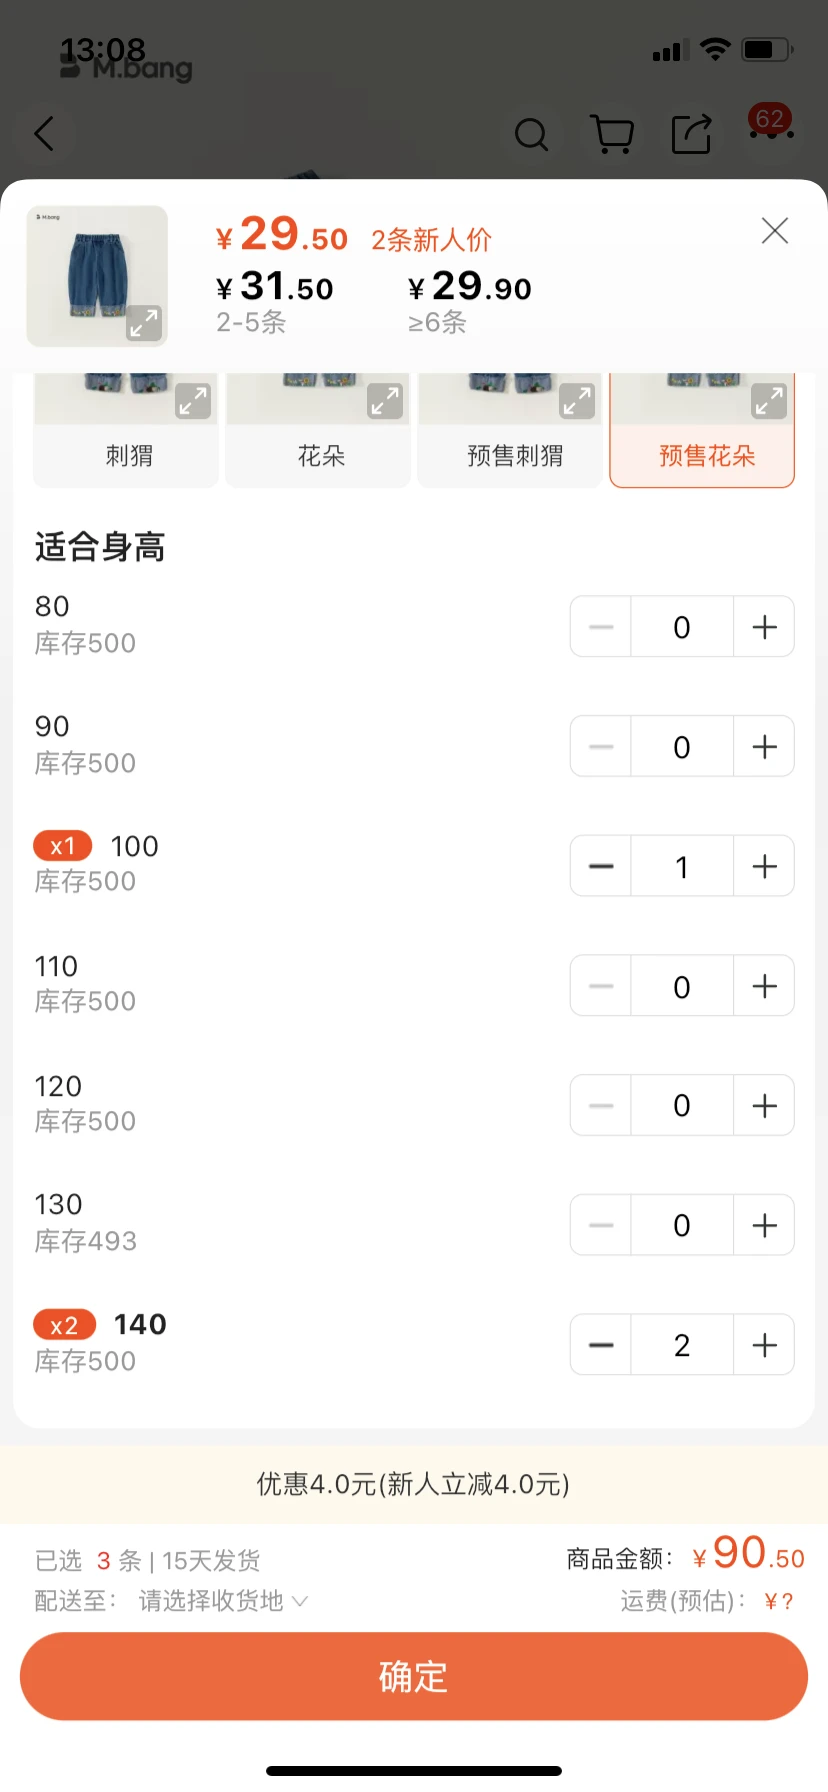 13:08
M.bang
62
M.bang
¥29.50 2条新人价
¥31.50 ¥29.90
2-5条 ≥6条
刺猬 花朵 预售刺猬 预售花朵
适合身高
80
库存500
0
90
库存500
0
x1 100
库存500
1
110
库存500
0
120
库存500
0
130
库存493
0
x2 140
库存500
2
优惠4.0元(新人立减4.0元)
已选 3 条 | 15天发货 商品金额: ¥90.50
配送至: 请选择收货地 运费(预估): ¥?
确定